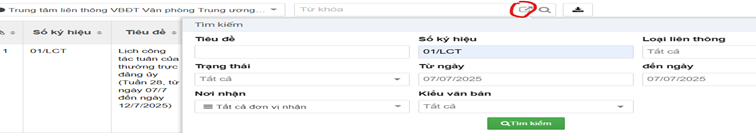 Trung tâm liên thông VBĐT Văn phòng Trung ương...
Từ khóa
Số ký hiệu
Tiêu đề
1
01/LCT
Lịch công
tác tuần của
thường trực
đảng ủy
(Tuần 28, từ
ngày 07/7
đến ngày
12/7/2025)
Tìm kiếm
Tiêu đề
Số ký hiệu
Loại liên thông
01/LCT
Tất cả
Trạng thái
Từ ngày
đến ngày
Tất cả
07/07/2025
07/07/2025
Nơi nhận
Kiểu văn bản
Tất cả đơn vị nhận
Tất cả
Tìm kiếm